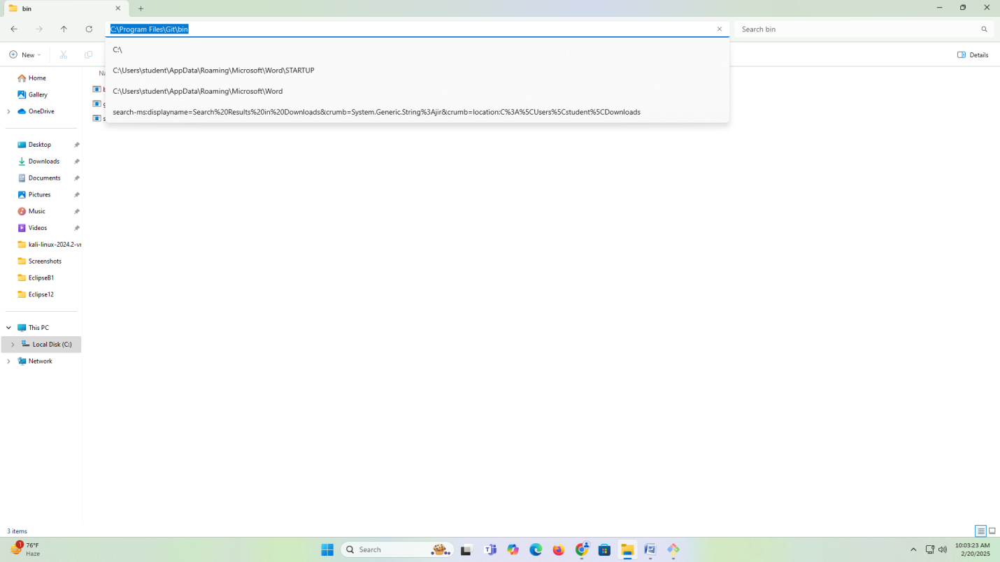 bin
C:\Program Files\Git\bin
Search bin
New
Details
C:\
C:\Users\student\AppData\Roaming\Microsoft\Word\STARTUP
C:\Users\student\AppData\Roaming\Microsoft\Word
search-ms:displayname=Search%20Results%20in%20Downloads&crumb=System.Generic.String%3Ajir&crumb=location:C%3A%5CUsers%5Cstudent%5CDownloads
Home
Gallery
OneDrive
Desktop
Downloads
Documents
Pictures
Music
Videos
kali-linux-2024.2-vr
Screenshots
EclipseB1
Eclipse12
This PC
Local Disk (C:)
Network
3 items
1
76°F
Haze
Search
10:03:23 AM
2/20/2025